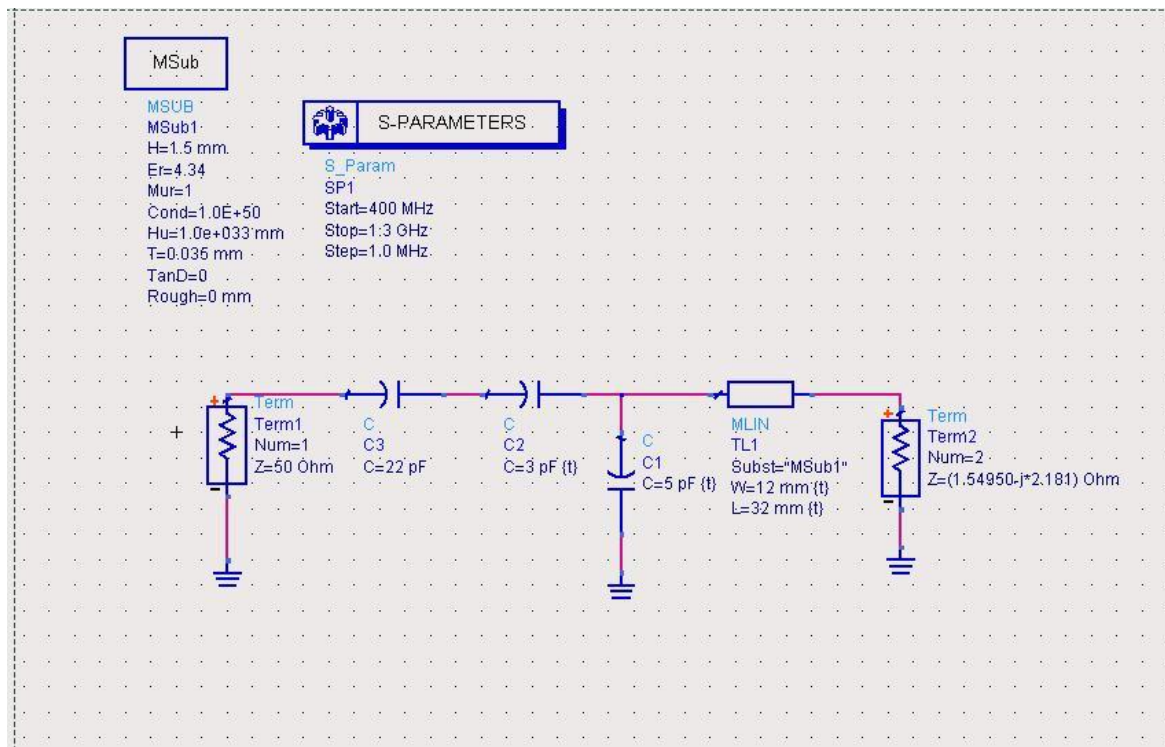 MSub
MSUB
MSub1
H=1.5 mm
Er=4.34
Mur=1
Cond=1.0E+50
Hu=1.0e+033 mm
T=0.035 mm
TanD=0
Rough=0 mm
S-PARAMETERS
S_Param
SP1
Start=400 MHz
Stop=1.3 GHz
Step=1.0 MHz
+
Term
Term1
Num=1
Z=50 Ohm
-
C
C3
C=22 pF
C
C2
C=3 pF {t}
C
C1
C=5 pF {t}
MLIN
TL1
Subst="MSub1"
W=12 mm {t}
L=32 mm {t}
+
Term
Term2
Num=2
Z=(1.54950-j*2.181) Ohm
-